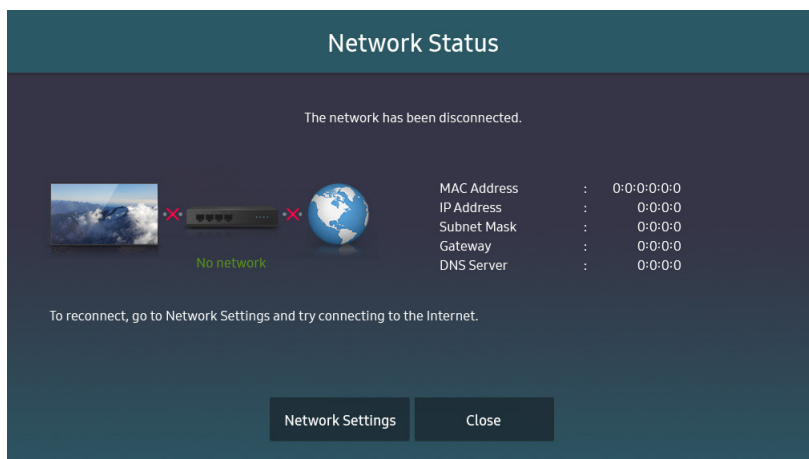 Network Status
The network has been disconnected.
No network
MAC Address : 0:0:0:0:0:0
IP Address : 0:0:0:0
Subnet Mask : 0:0:0:0
Gateway : 0:0:0:0
DNS Server : 0:0:0:0
To reconnect, go to Network Settings and try connecting to the Internet.
Network Settings
Close